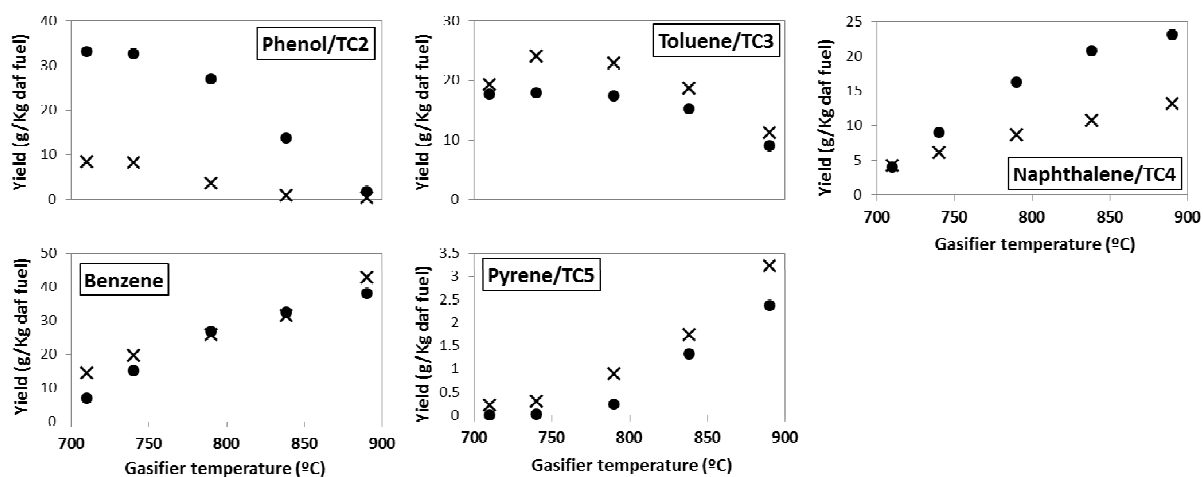 Yield (g/Kg daf fuel)
40
30
20
10
0
Phenol/TC2
Yield (g/Kg daf fuel)
30
20
10
0
Toluene/TC3
Yield (g/Kg daf fuel)
25
20
15
10
5
0
Naphthalene/TC4
700 750 800 850 900
Gasifier temperature (ºC)
Yield (g/Kg daf fuel)
50
40
30
20
10
0
Benzene
700 750 800 850 900
Gasifier temperature (ºC)
Yield (g/Kg daf fuel)
3.5
3
2.5
2
1.5
1
0.5
0
Pyrene/TC5
700 750 800 850 900
Gasifier temperature (ºC)